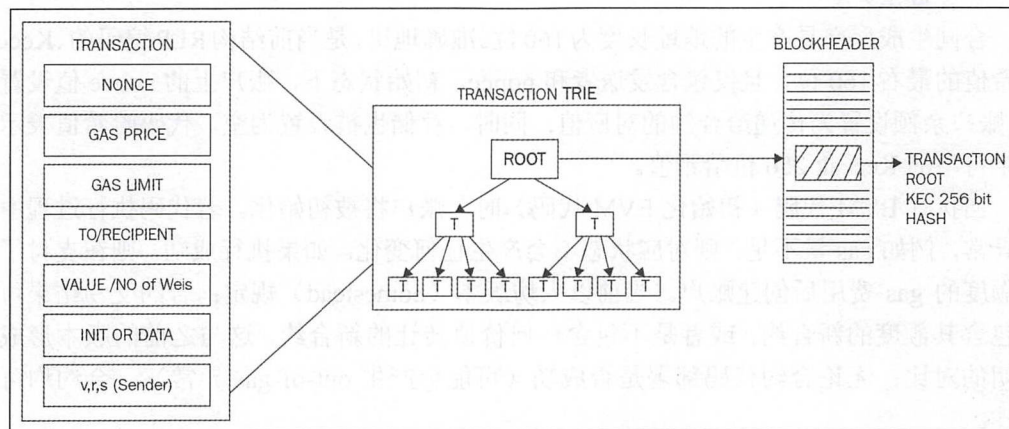 TRANSACTION
NONCE
GAS PRICE
GAS LIMIT
TO/RECIPIENT
VALUE /NO of Weis
INIT OR DATA
v,r,s (Sender)
TRANSACTION TRIE
ROOT
T T
T T T T T T T T
BLOCKHEADER
TRANSACTION
ROOT
KEC 256 bit
HASH